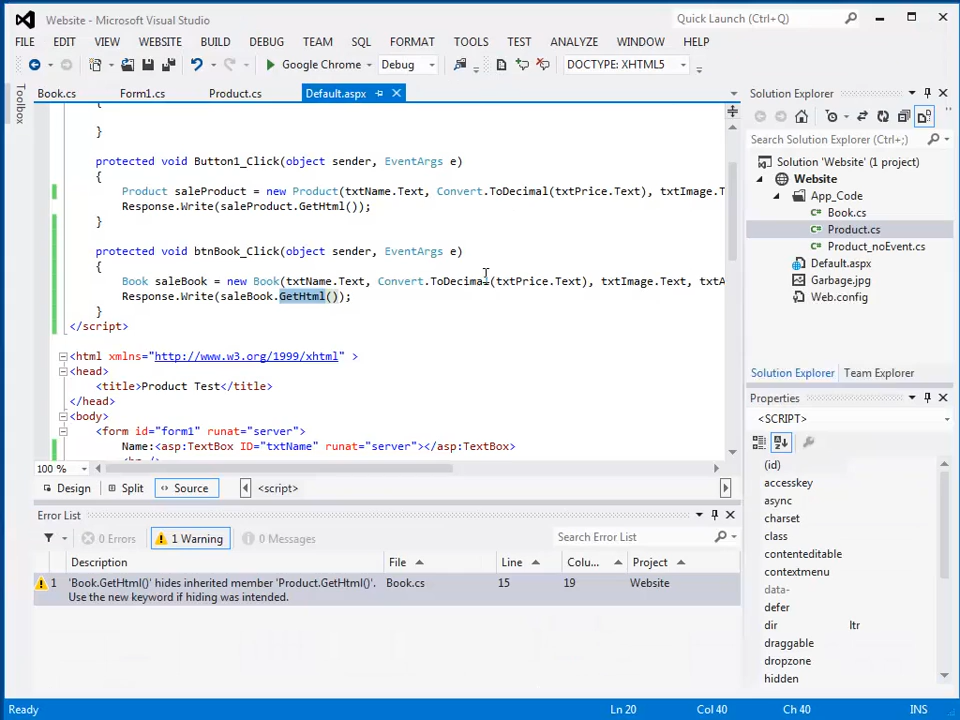 Website - Microsoft Visual Studio
Quick Launch (Ctrl+Q)
FILE EDIT VIEW WEBSITE BUILD DEBUG TEAM SQL FORMAT TOOLS TEST ANALYZE WINDOW HELP
Google Chrome Debug DOCTYPE: XHTML5
Toolbox
Book.cs Form1.cs Product.cs Default.aspx
{
}
protected void Button1_Click(object sender, EventArgs e)
{
Product saleProduct = new Product(txtName.Text, Convert.ToDecimal(txtPrice.Text), txtImage.T
Response.Write(saleProduct.GetHtml());
}
protected void btnBook_Click(object sender, EventArgs e)
{
Book saleBook = new Book(txtName.Text, Convert.ToDecimal(txtPrice.Text), txtImage.Text, txtA
Response.Write(saleBook.GetHtml());
}
</script>
<html xmlns="http://www.w3.org/1999/xhtml" >
<head>
<title>Product Test</title>
</head>
<body>
<form id="form1" runat="server">
Name:<asp:TextBox ID="txtName" runat="server"></asp:TextBox>
100 %
Design Split Source <script>
Error List
0 Errors 1 Warning 0 Messages Search Error List
Description File Line Colu... Project
1 'Book.GetHtml()' hides inherited member 'Product.GetHtml()'. Book.cs 15 19 Website
Use the new keyword if hiding was intended.
Solution Explorer
Search Solution Explorer (Ctrl+;)
Solution 'Website' (1 project)
Website
App_Code
Book.cs
Product.cs
Product_noEvent.cs
Default.aspx
Garbage.jpg
Web.config
Solution Explorer Team Explorer
Properties
<SCRIPT>
(id)
accesskey
async
charset
class
contenteditable
contextmenu
data-
defer
dir ltr
draggable
dropzone
hidden
Ready Ln 20 Col 40 Ch 40 INS